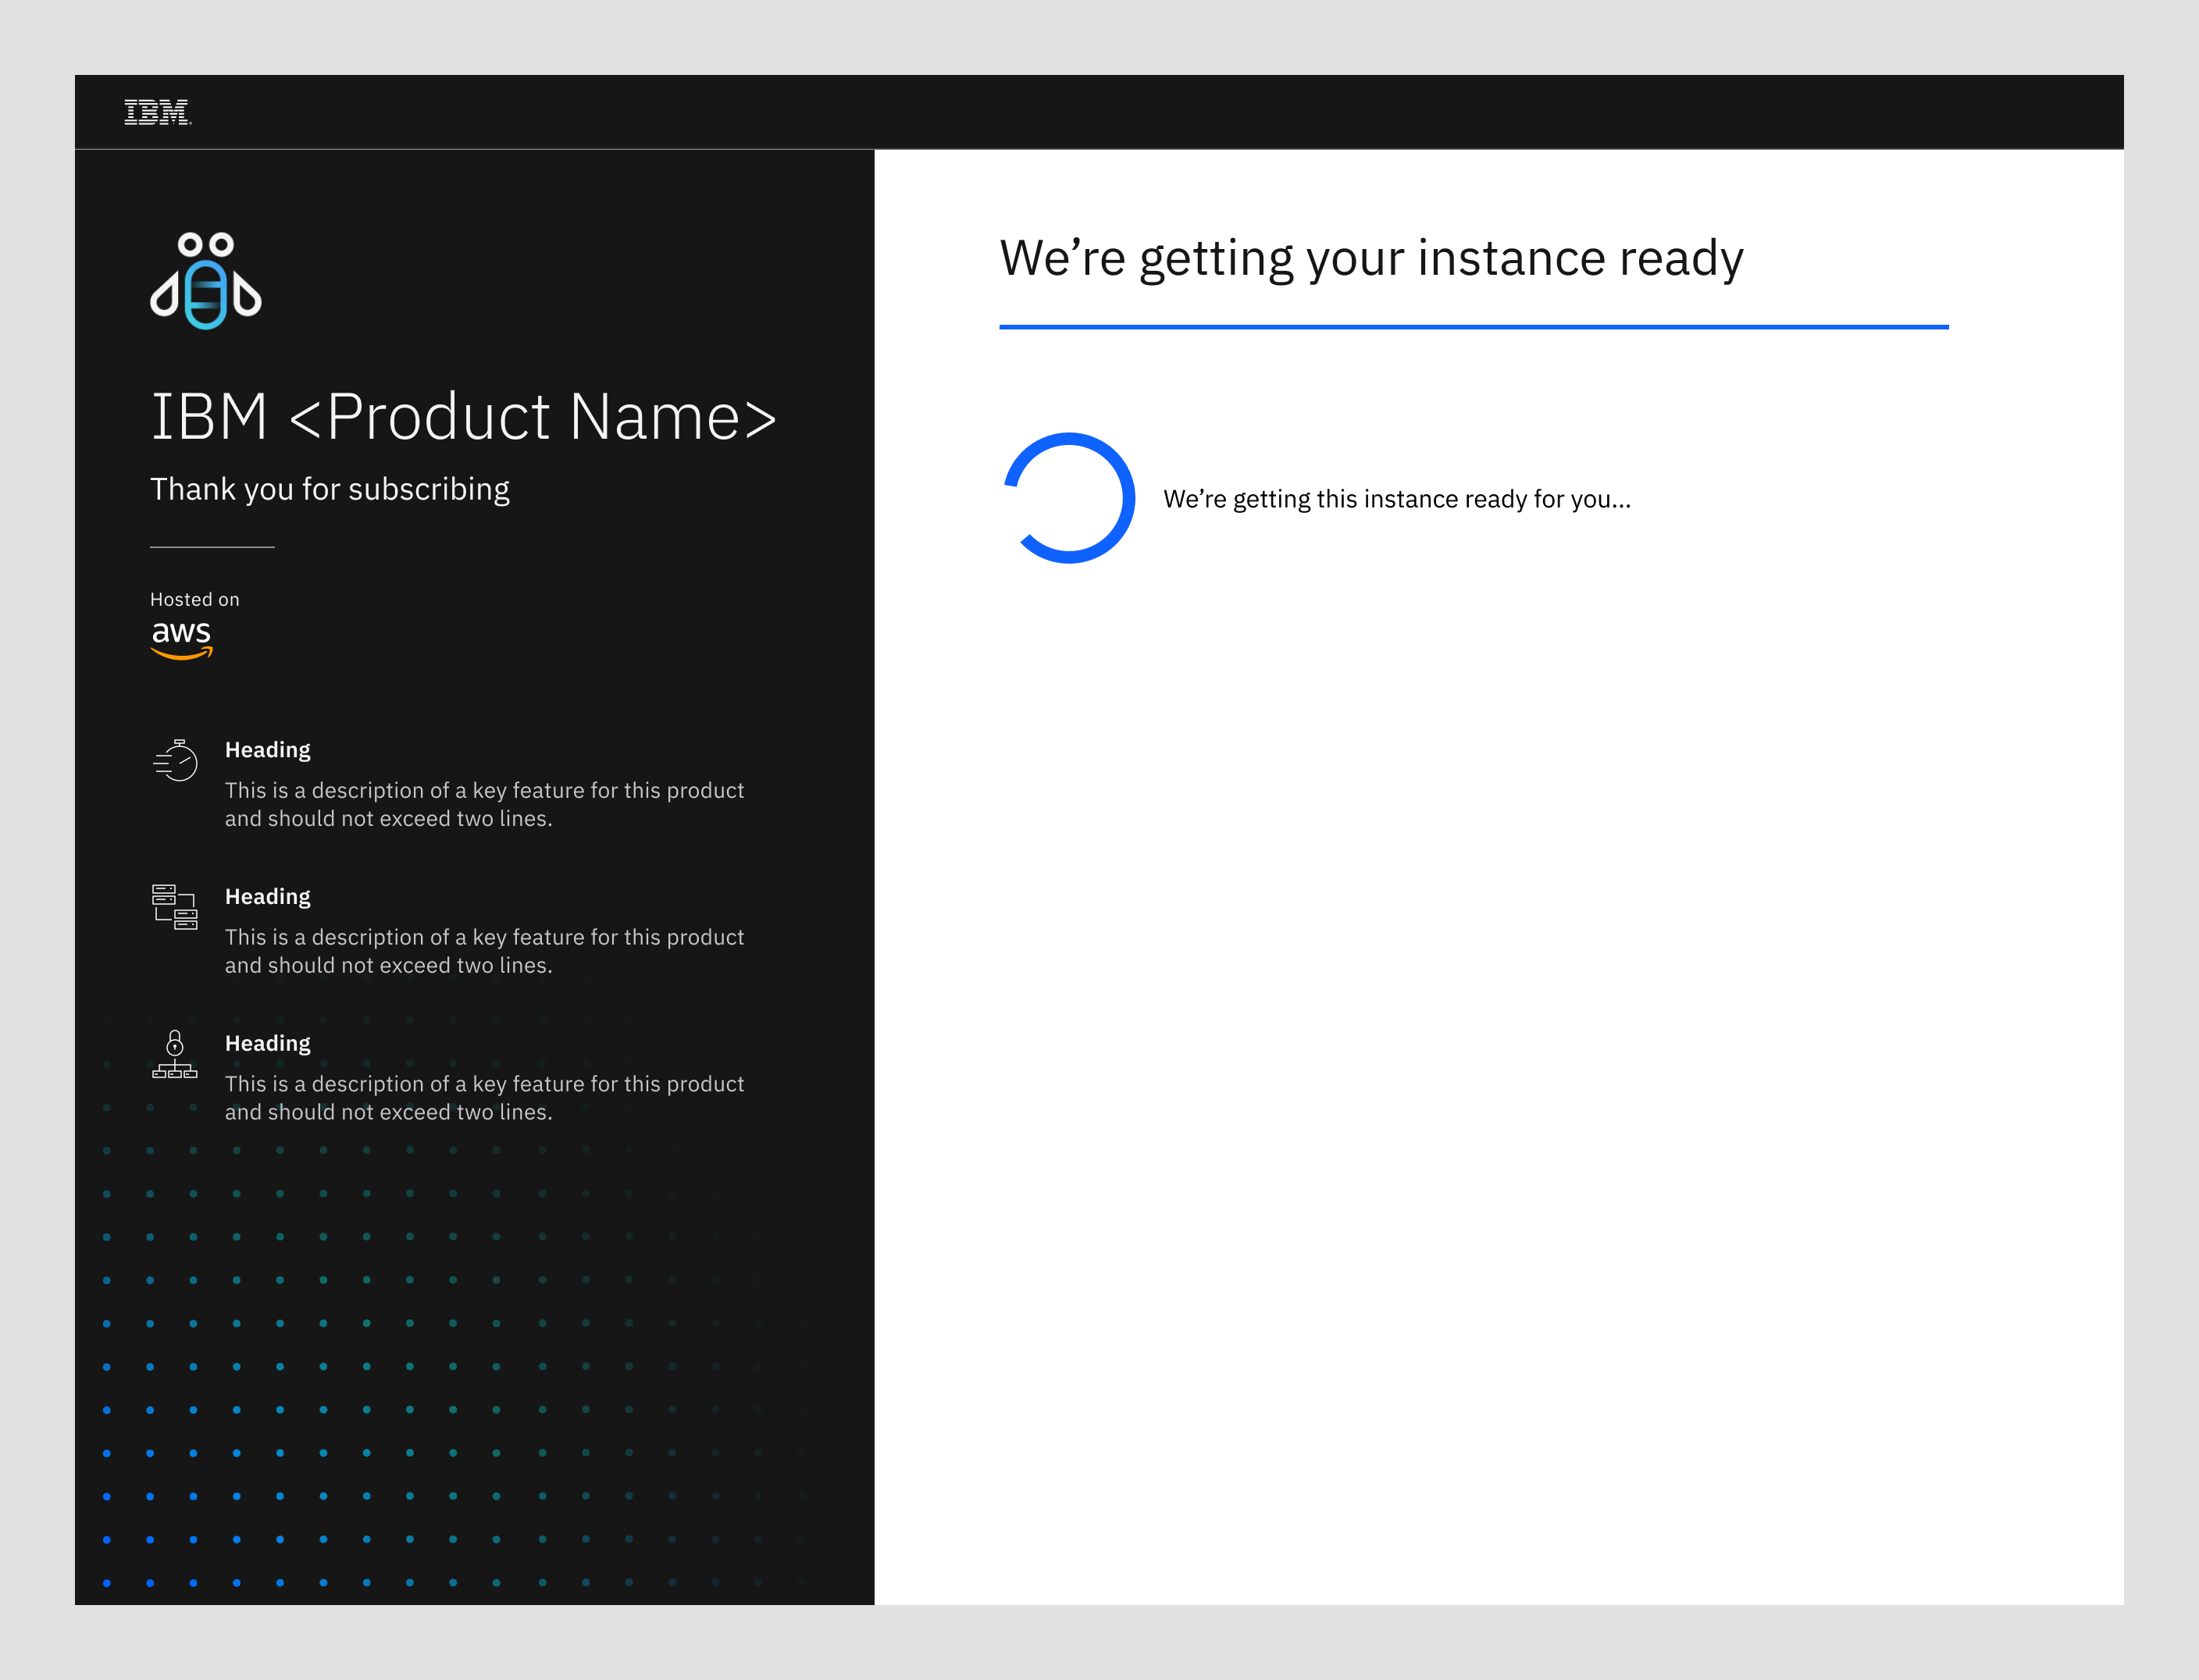 IBM
IBM <Product Name>
Thank you for subscribing
Hosted on
aws
Heading
This is a description of a key feature for this product
and should not exceed two lines.
Heading
This is a description of a key feature for this product
and should not exceed two lines.
Heading
This is a description of a key feature for this product
and should not exceed two lines.
We’re getting your instance ready
We’re getting this instance ready for you...